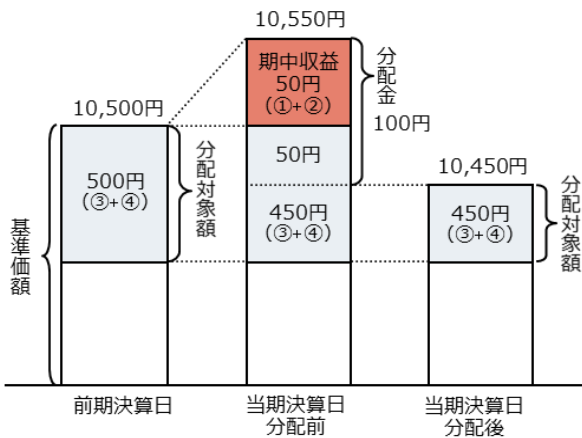 10,550円
期中収益
50円
(①+②)
分配金
100円
10,500円
500円
(③+④)
分配対象額
50円
450円
(③+④)
10,450円
450円
(③+④)
分配対象額
基準価額
前期決算日
当期決算日
分配前
当期決算日
分配後